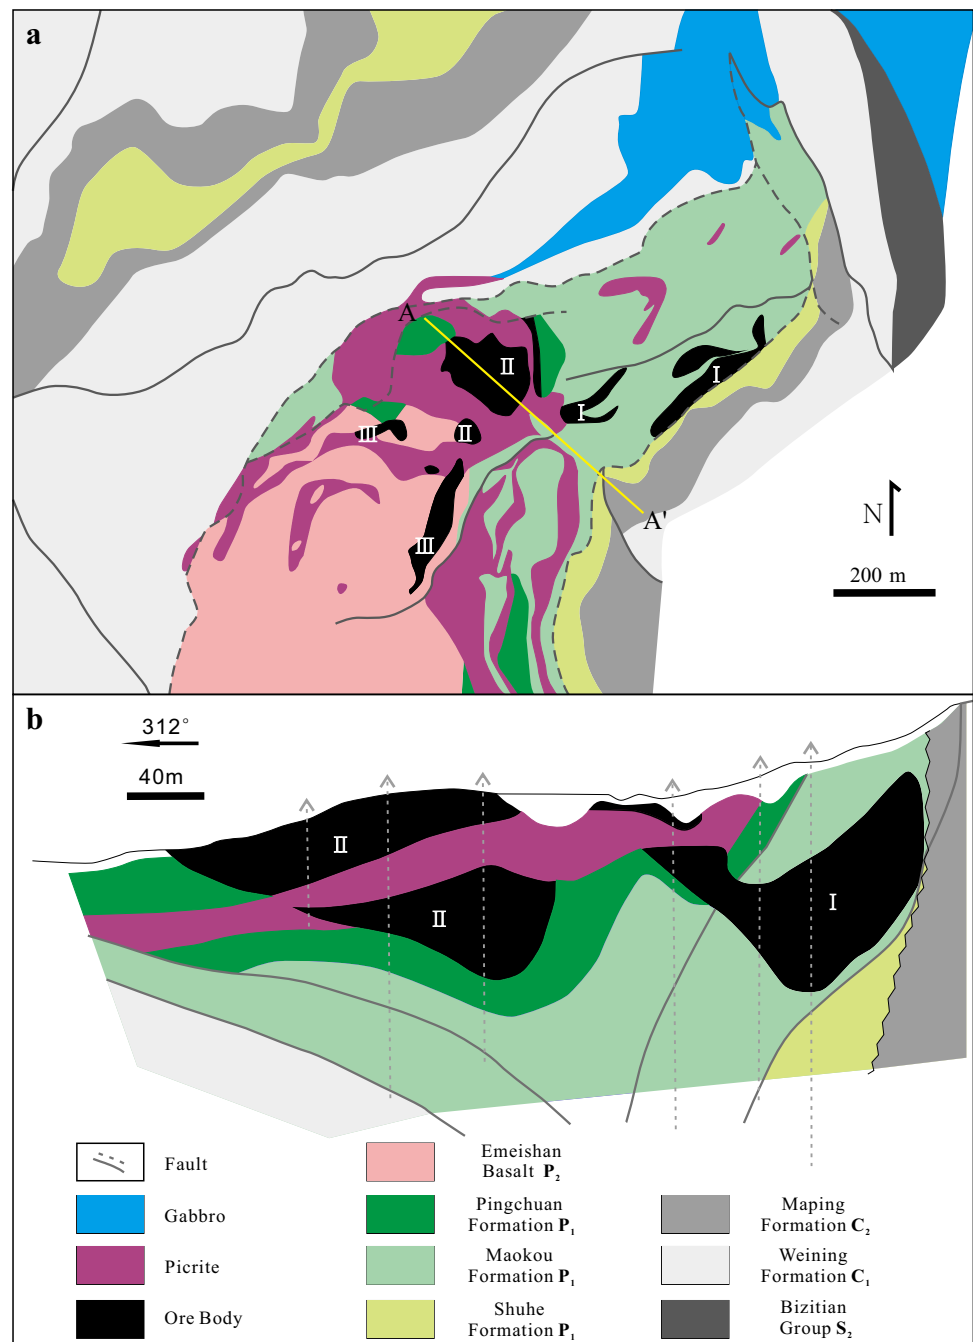 a
A
II
I
I
III
II
A'
III
N
200 m
b
312°
40m
II
II
I
Fault
Gabbro
Picrite
Ore Body
Emeishan
Basalt P₂
Pingchuan
Formation P₁
Maokou
Formation P₁
Shuhe
Formation P₁
Maping
Formation C₂
Weining
Formation C₁
Bizitian
Group S₂